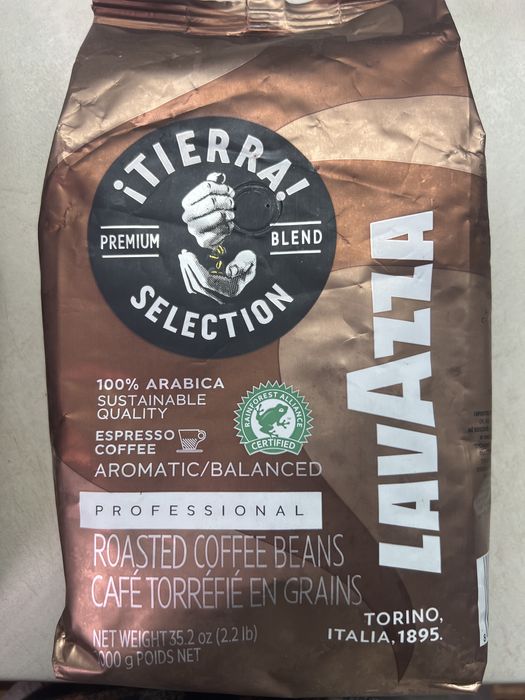 ¡TIERRA!
PREMIUM BLEND
SELECTION
LAVAZZA
100% ARABICA
SUSTAINABLE
QUALITY
ESPRESSO
COFFEE
RAINFOREST ALLIANCE
CERTIFIED
AROMATIC/BALANCED
PROFESSIONAL
ROASTED COFFEE BEANS
CAFÉ TORRÉFIÉ EN GRAINS
TORINO,
ITALIA, 1895.
NET WEIGHT 35.2 oz (2.2 lb)
1000 g POIDS NET